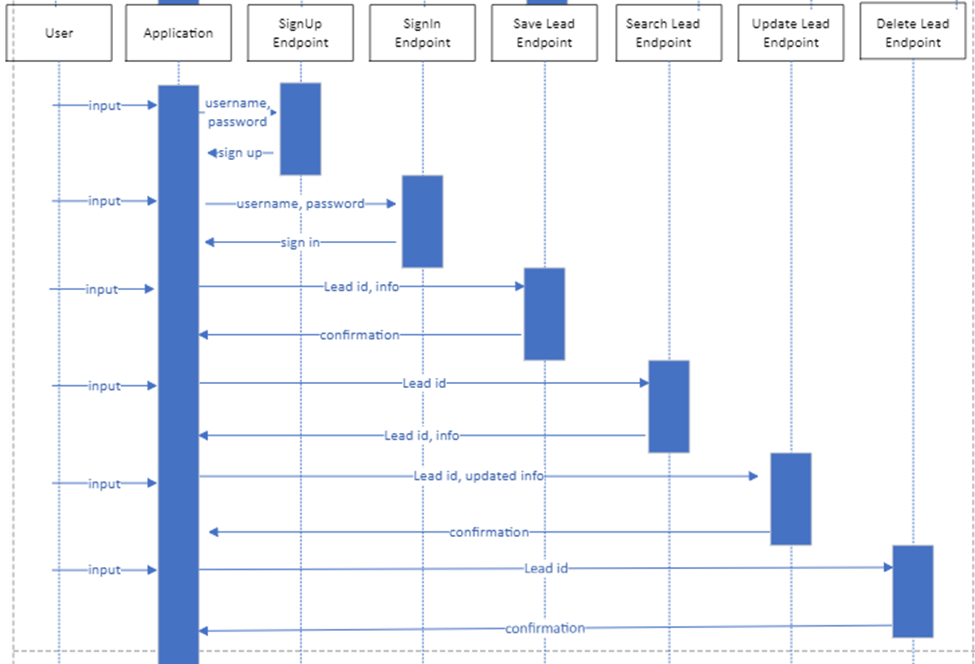 User
Application
SignUp
Endpoint
SignIn
Endpoint
Save Lead
Endpoint
Search Lead
Endpoint
Update Lead
Endpoint
Delete Lead
Endpoint
input
username,
password
sign up
input
username, password
sign in
input
Lead id, info
confirmation
input
Lead id
Lead id, info
input
Lead id, updated info
confirmation
input
Lead id
confirmation